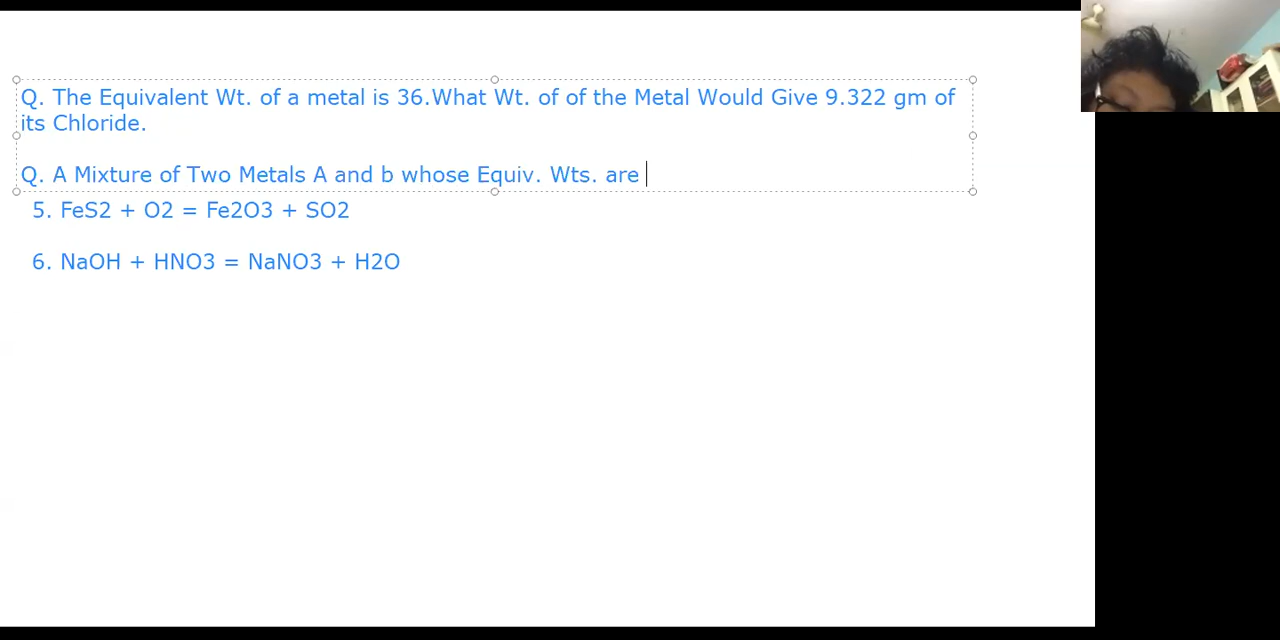 Q. The Equivalent Wt. of a metal is 36.What Wt. of of the Metal Would Give 9.322 gm of
its Chloride.
Q. A Mixture of Two Metals A and b whose Equiv. Wts. are
5. FeS2 + O2 = Fe2O3 + SO2
6. NaOH + HNO3 = NaNO3 + H2O